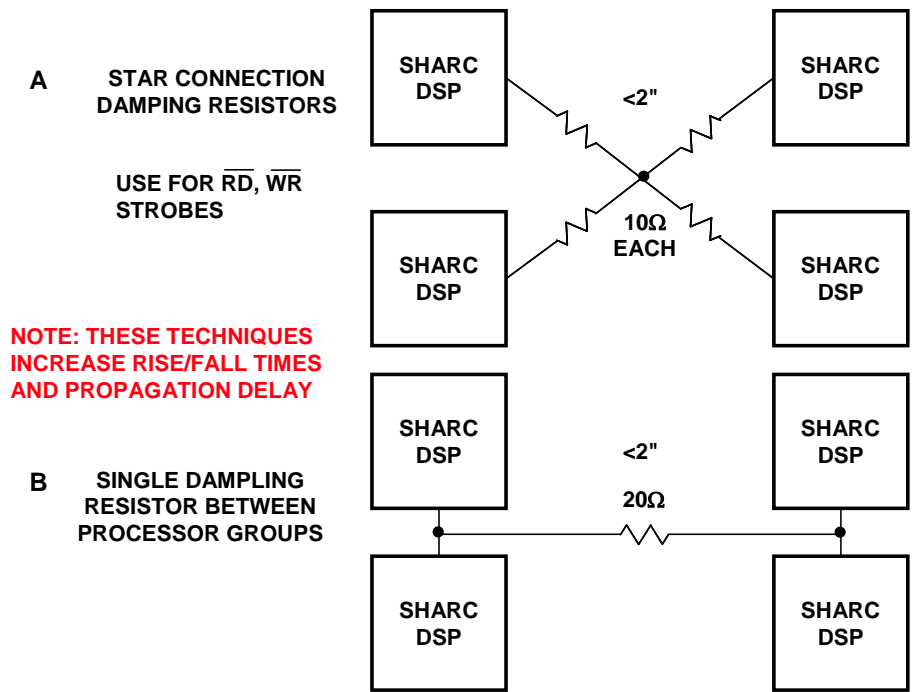 A
STAR CONNECTION
DAMPING RESISTORS
USE FOR R̅D̅, W̅R̅
STROBES
SHARC
DSP
SHARC
DSP
<2"
10Ω
EACH
SHARC
DSP
SHARC
DSP
NOTE: THESE TECHNIQUES
INCREASE RISE/FALL TIMES
AND PROPAGATION DELAY
B
SINGLE DAMPLING
RESISTOR BETWEEN
PROCESSOR GROUPS
SHARC
DSP
SHARC
DSP
<2"
20Ω
SHARC
DSP
SHARC
DSP